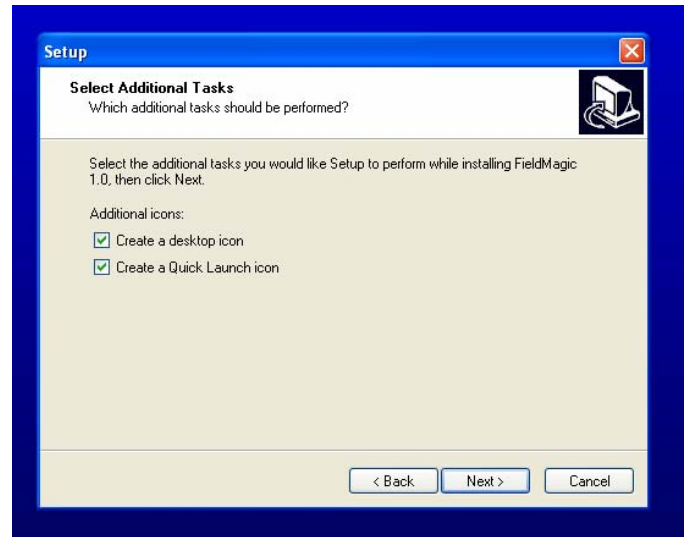 Setup
Select Additional Tasks
Which additional tasks should be performed?
Select the additional tasks you would like Setup to perform while installing FieldMagic
1.0, then click Next.
Additional icons:
Create a desktop icon
Create a Quick Launch icon
< Back
Next >
Cancel